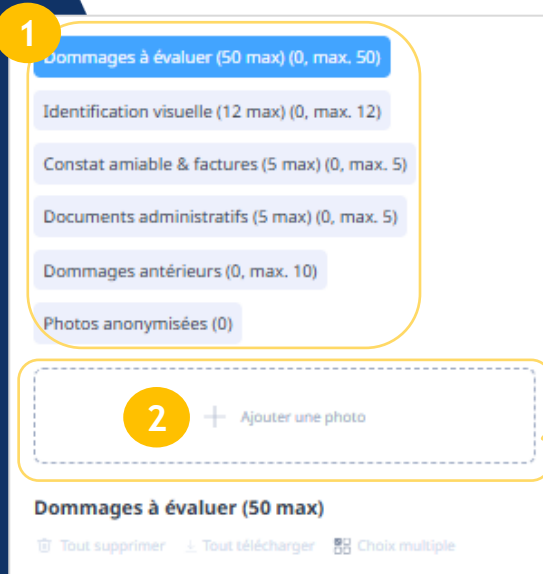 1
Dommages à évaluer (50 max) (0, max. 50)
Identification visuelle (12 max) (0, max. 12)
Constat amiable & factures (5 max) (0, max. 5)
Documents administratifs (5 max) (0, max. 5)
Dommages antérieurs (0, max. 10)
Photos anonymisées (0)
2 Ajouter une photo
Dommages à évaluer (50 max)
Tout supprimer Tout télécharger Choix multiple